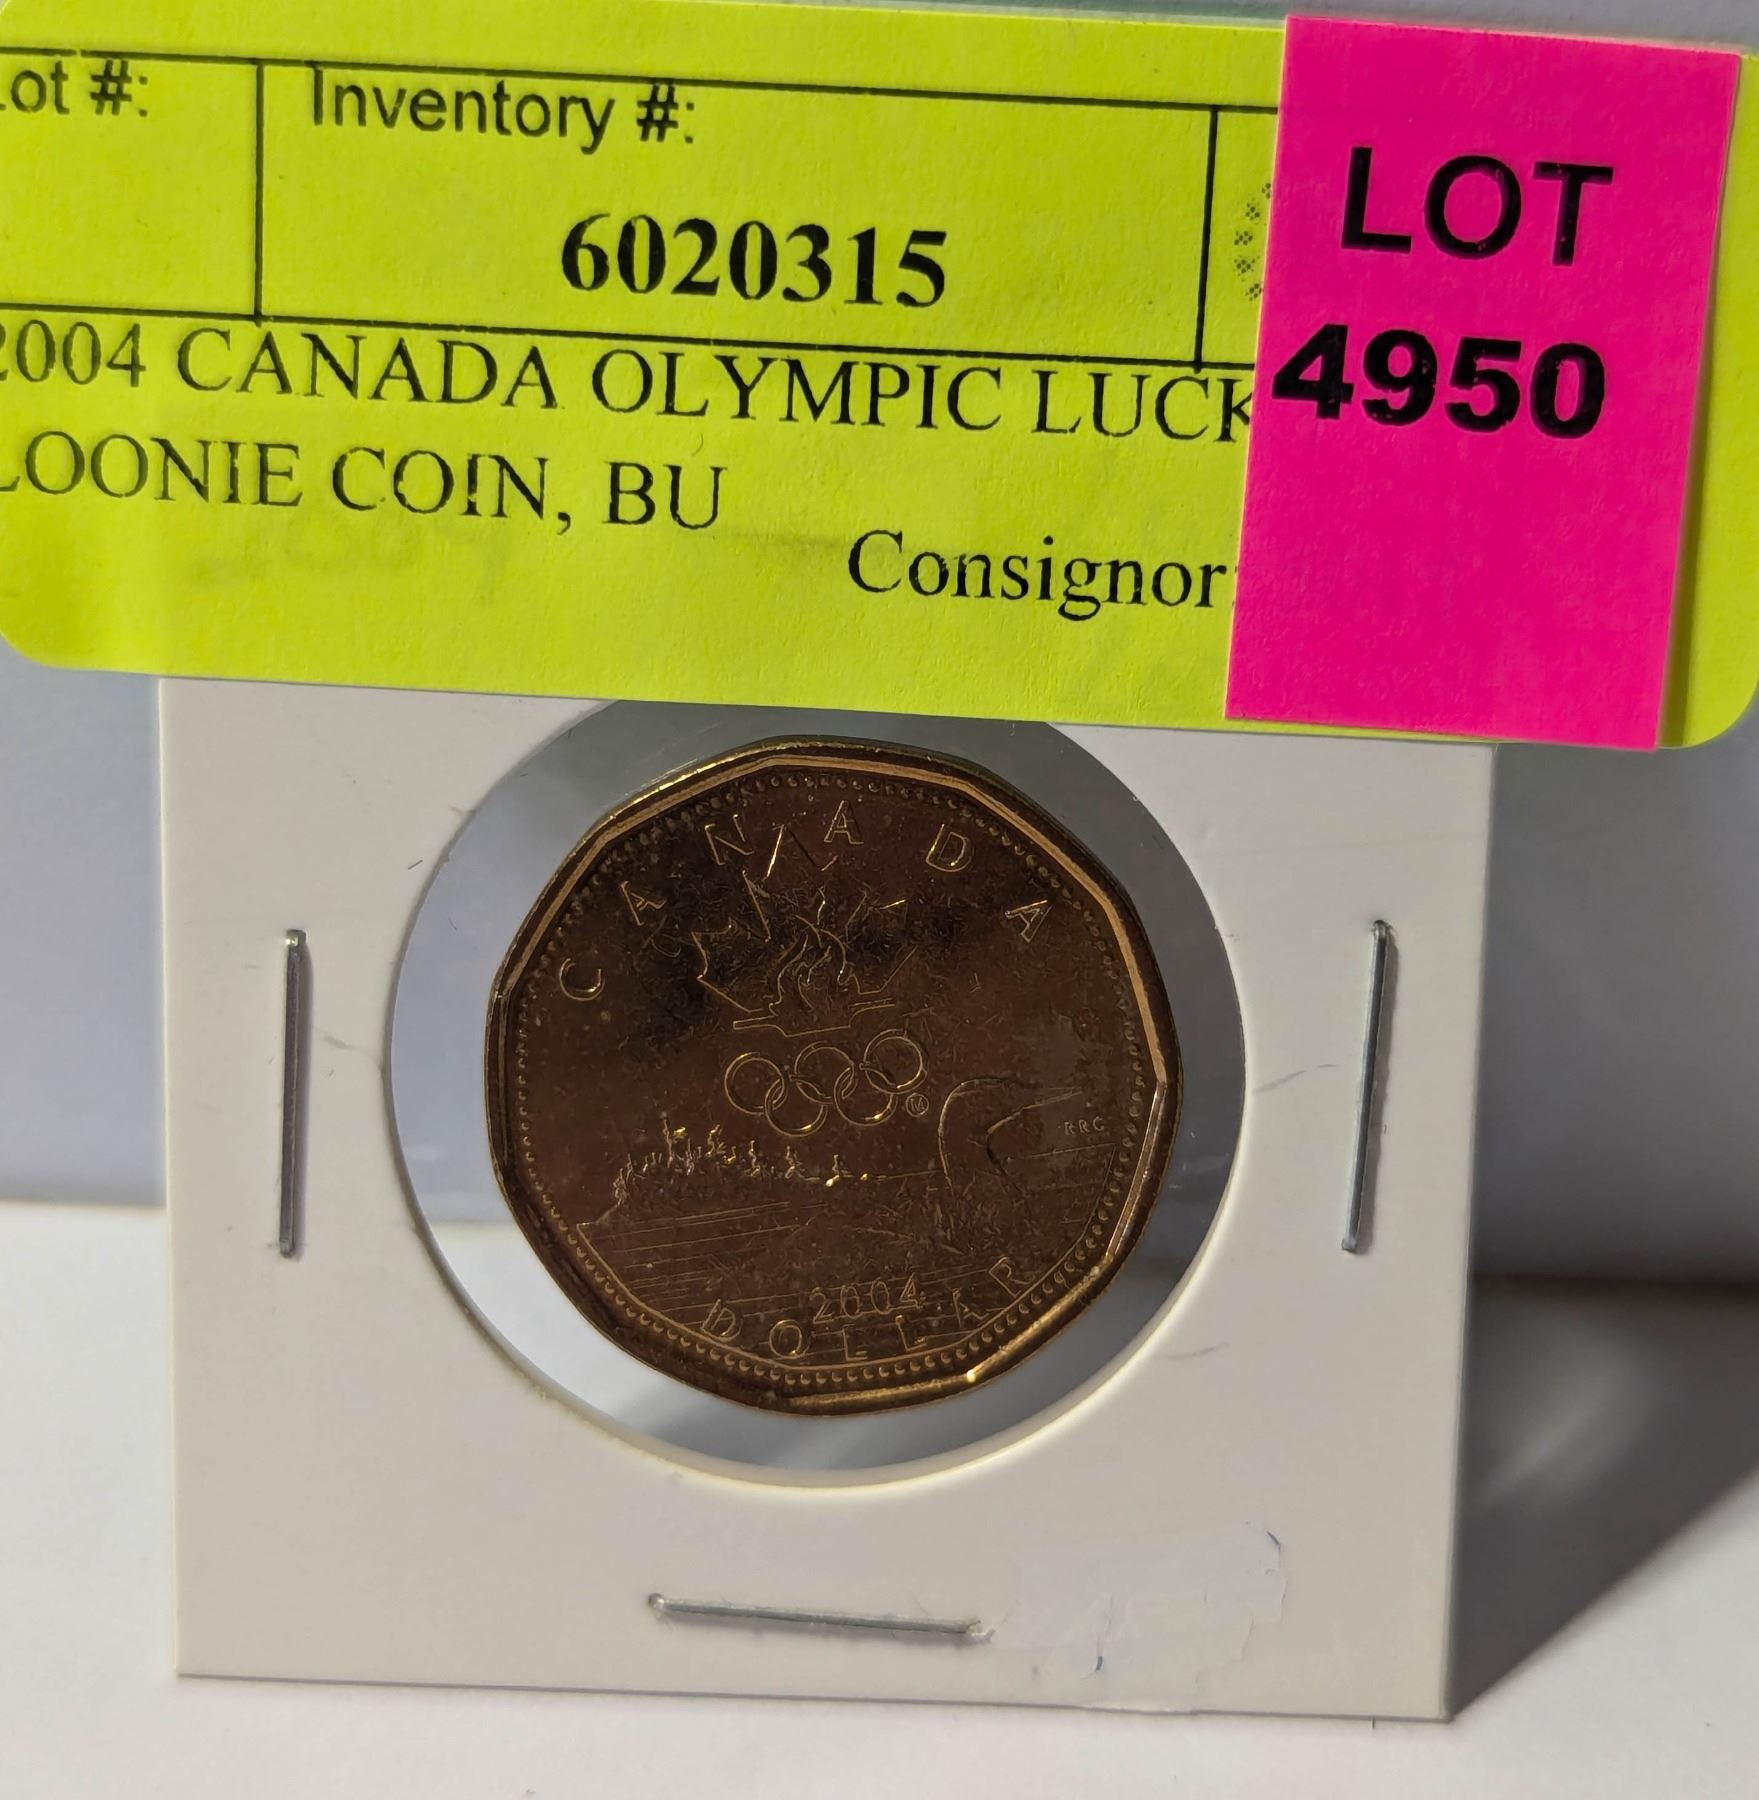 ot #:
Inventory #:
6020315
2004 CANADA OLYMPIC LUCK
LOONIE COIN, BU
Consignor:
LOT
4950
CANADA
M
RRC
2004
DOLLAR